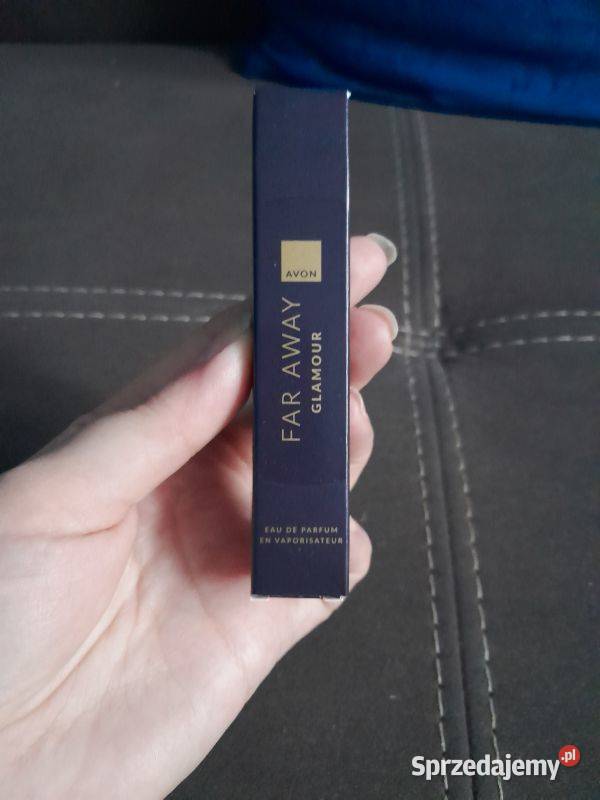 AVON
FAR AWAY
GLAMOUR
EAU DE PARFUM
EN VAPORISATEUR
Sprzedajemy.pl